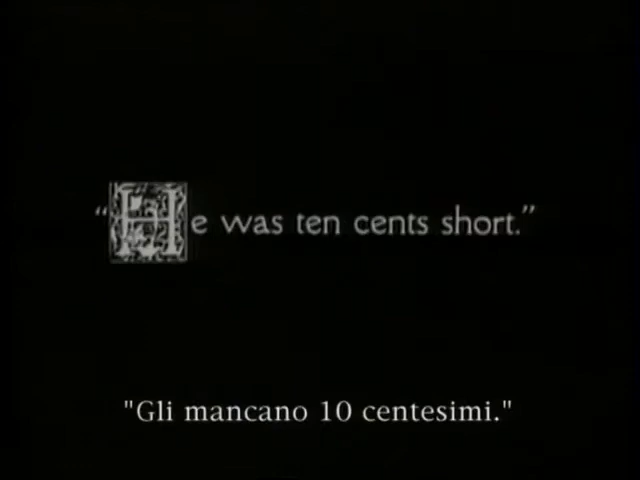 “He was ten cents short.”
"Gli mancano 10 centesimi."